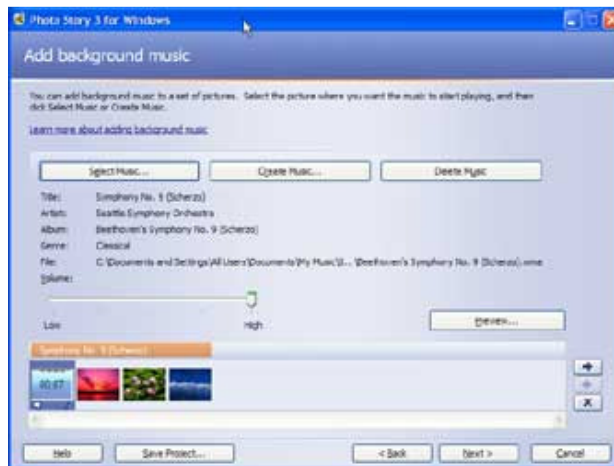 Photo Story 3 for Windows
Add background music
You can add background music to a set of pictures. Select the picture where you want the music to start playing, and then
click Select Music or Create Music.
Learn more about adding background music
Select Music... Create Music... Delete Music
Title: Symphony No. 9 (Scherzo)
Artist: Seattle Symphony Orchestra
Album: Beethoven's Symphony No. 9 (Scherzo)
Genre: Classical
File: C:\Documents and Settings\All Users\Documents\My Music\S... \Beethoven's Symphony No. 9 (Scherzo).wma
Volume:
Low High Preview...
Symphony No. 9 (Scherzo)
Help Save Project... < Back Next > Cancel